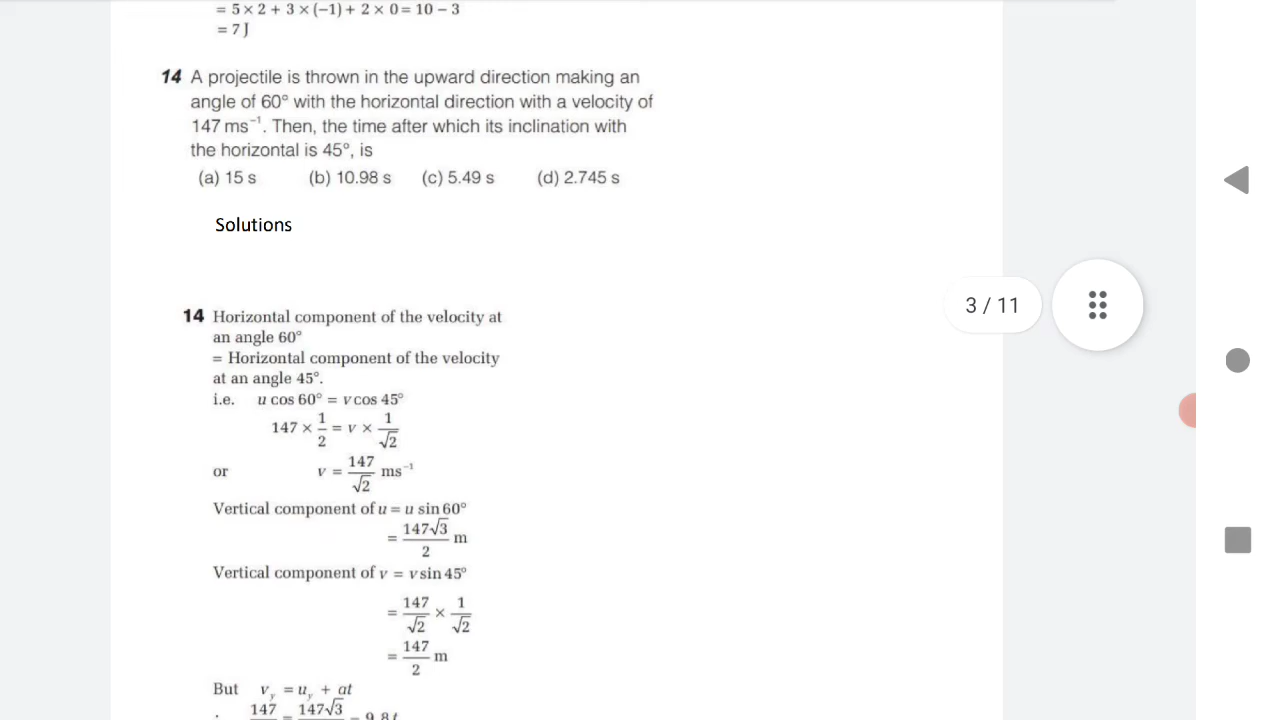 = 5 × 2 + 3 × (−1) + 2 × 0 = 10 − 3
= 7 J
14 A projectile is thrown in the upward direction making an
angle of 60° with the horizontal direction with a velocity of
147 ms⁻¹. Then, the time after which its inclination with
the horizontal is 45°, is
(a) 15 s (b) 10.98 s (c) 5.49 s (d) 2.745 s
Solutions
3 / 11
14 Horizontal component of the velocity at
an angle 60°
= Horizontal component of the velocity
at an angle 45°.
i.e. u cos 60° = v cos 45°
147 × 1/2 = v × 1/√2
or v = 147/√2 ms⁻¹
Vertical component of u = u sin 60°
= 147√3/2 m
Vertical component of v = v sin 45°
= 147/√2 × 1/√2
= 147/2 m
But v_y = u_y + at
147 = 147√3 − 9.8t